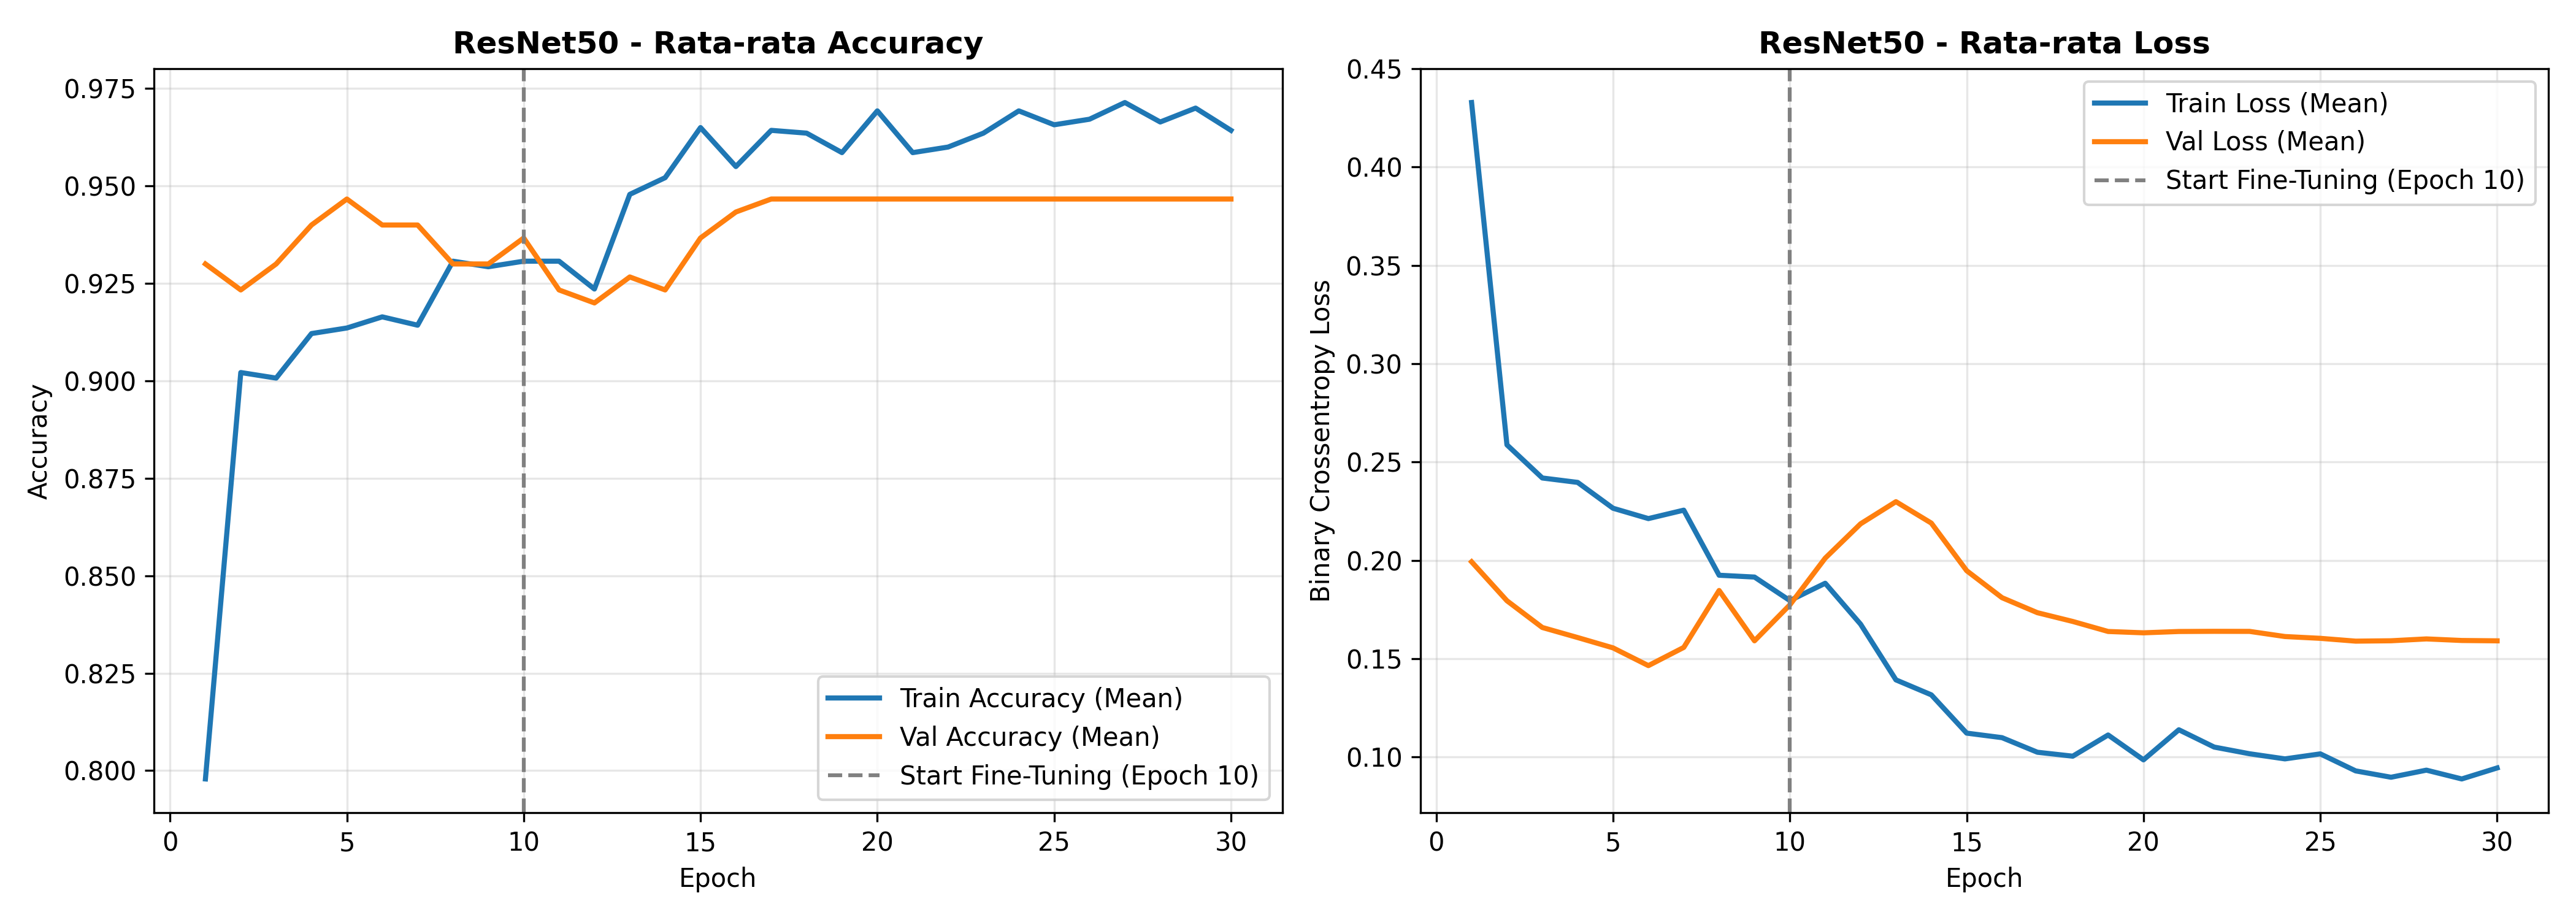 ResNet50 - Rata-rata Accuracy
0.975
0.950
0.925
0.900
0.875
0.850
0.825
0.800
Accuracy
0 5 10 15 20 25 30
Epoch
Train Accuracy (Mean)
Val Accuracy (Mean)
Start Fine-Tuning (Epoch 10)
ResNet50 - Rata-rata Loss
0.45
0.40
0.35
0.30
0.25
0.20
0.15
0.10
Binary Crossentropy Loss
0 5 10 15 20 25 30
Epoch
Train Loss (Mean)
Val Loss (Mean)
Start Fine-Tuning (Epoch 10)